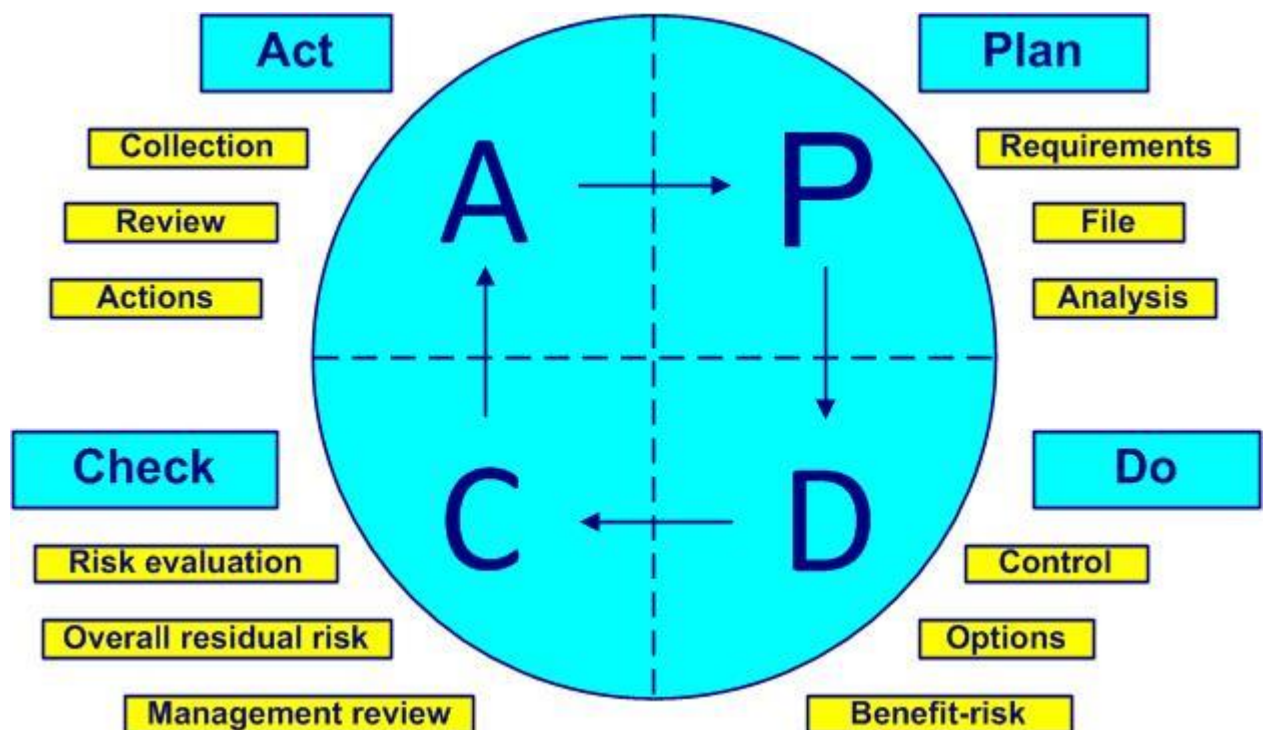 Act
Collection
Review
Actions
Plan
Requirements
File
Analysis
A
P
C
D
Check
Risk evaluation
Overall residual risk
Management review
Do
Control
Options
Benefit-risk